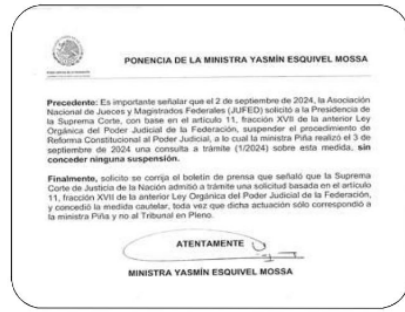 PONENCIA DE LA MINISTRA YASMÍN ESQUIVEL MOSSA
Precedente: Es importante señalar que el 2 de septiembre de 2024, la Asociación
Nacional de Jueces y Magistrados Federales (JUFED) solicitó a la Presidencia de
la Suprema Corte, con base en el artículo 11, fracción XVII de la anterior Ley
Orgánica del Poder Judicial de la Federación, suspender el procedimiento de
Reforma Constitucional al Poder Judicial, a lo cual la ministra Piña realizó el 3 de
septiembre de 2024 una consulta a trámite (1/2024) sobre esta medida, sin
conceder ninguna suspensión.
Finalmente, solicito se corrija el boletín de prensa que señaló que la Suprema
Corte de Justicia de la Nación admitió a trámite una solicitud basada en el artículo
11, fracción XVII de la anterior Ley Orgánica del Poder Judicial de la Federación,
y concedió la medida cautelar, toda vez que dicha actuación sólo correspondió a
la ministra Piña y no al Tribunal en Pleno.
ATENTAMENTE
MINISTRA YASMÍN ESQUIVEL MOSSA